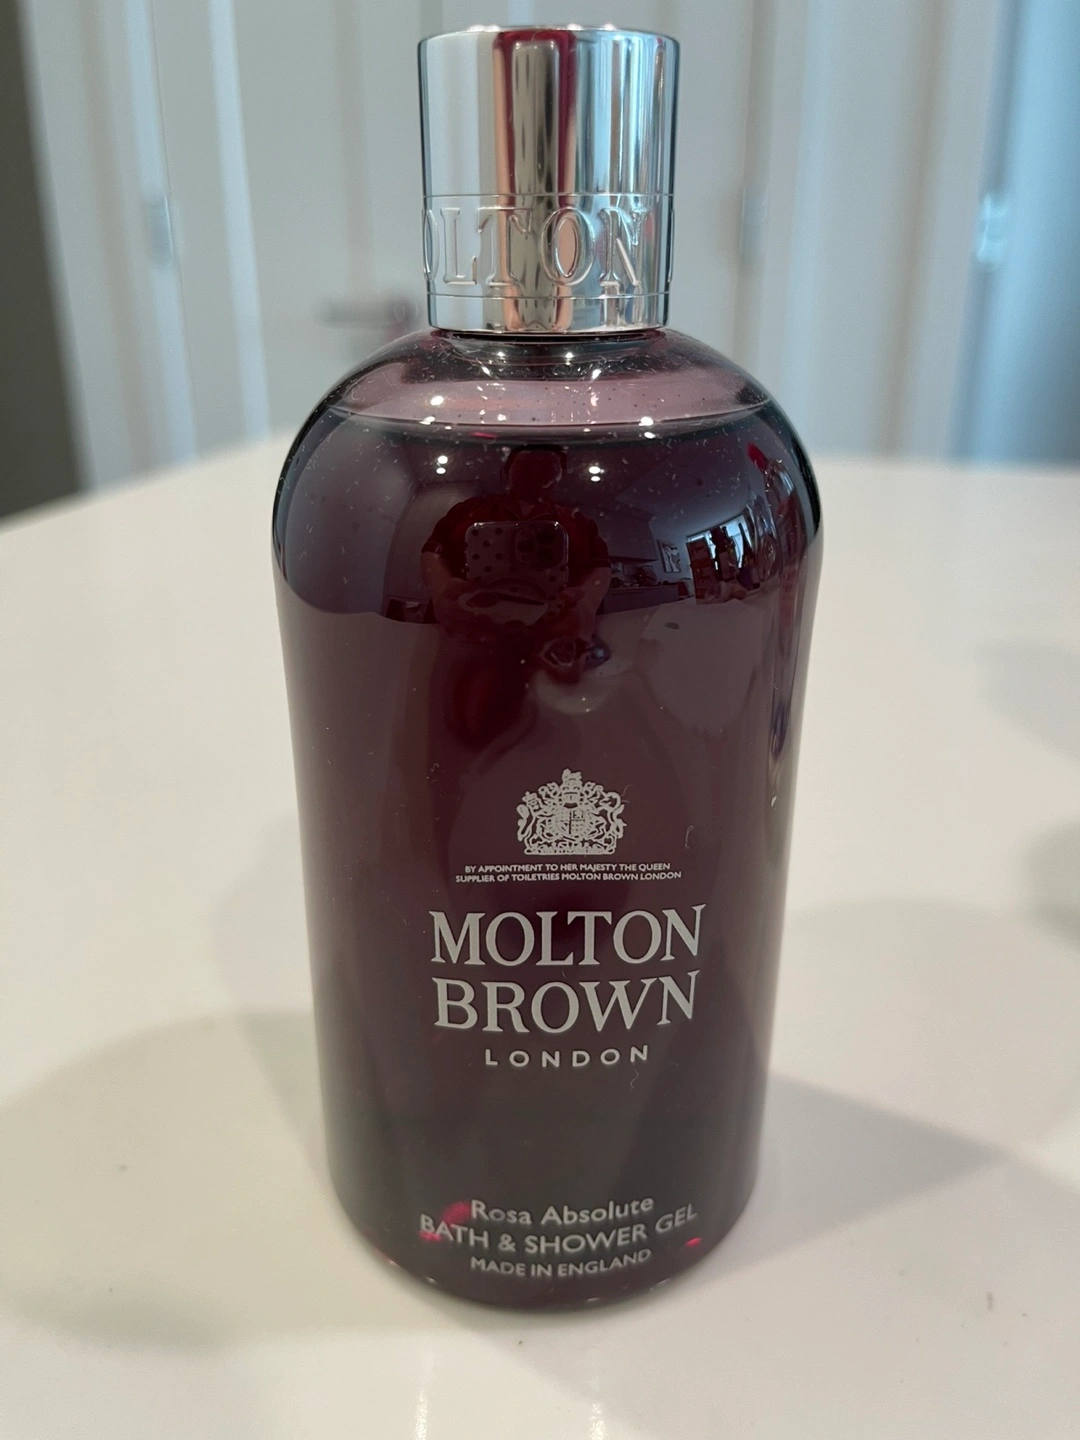 OLTON
BY APPOINTMENT TO HER MAJESTY THE QUEEN
SUPPLIER OF TOILETRIES MOLTON BROWN LONDON
MOLTON
BROWN
LONDON
Rosa Absolute
BATH & SHOWER GEL
MADE IN ENGLAND